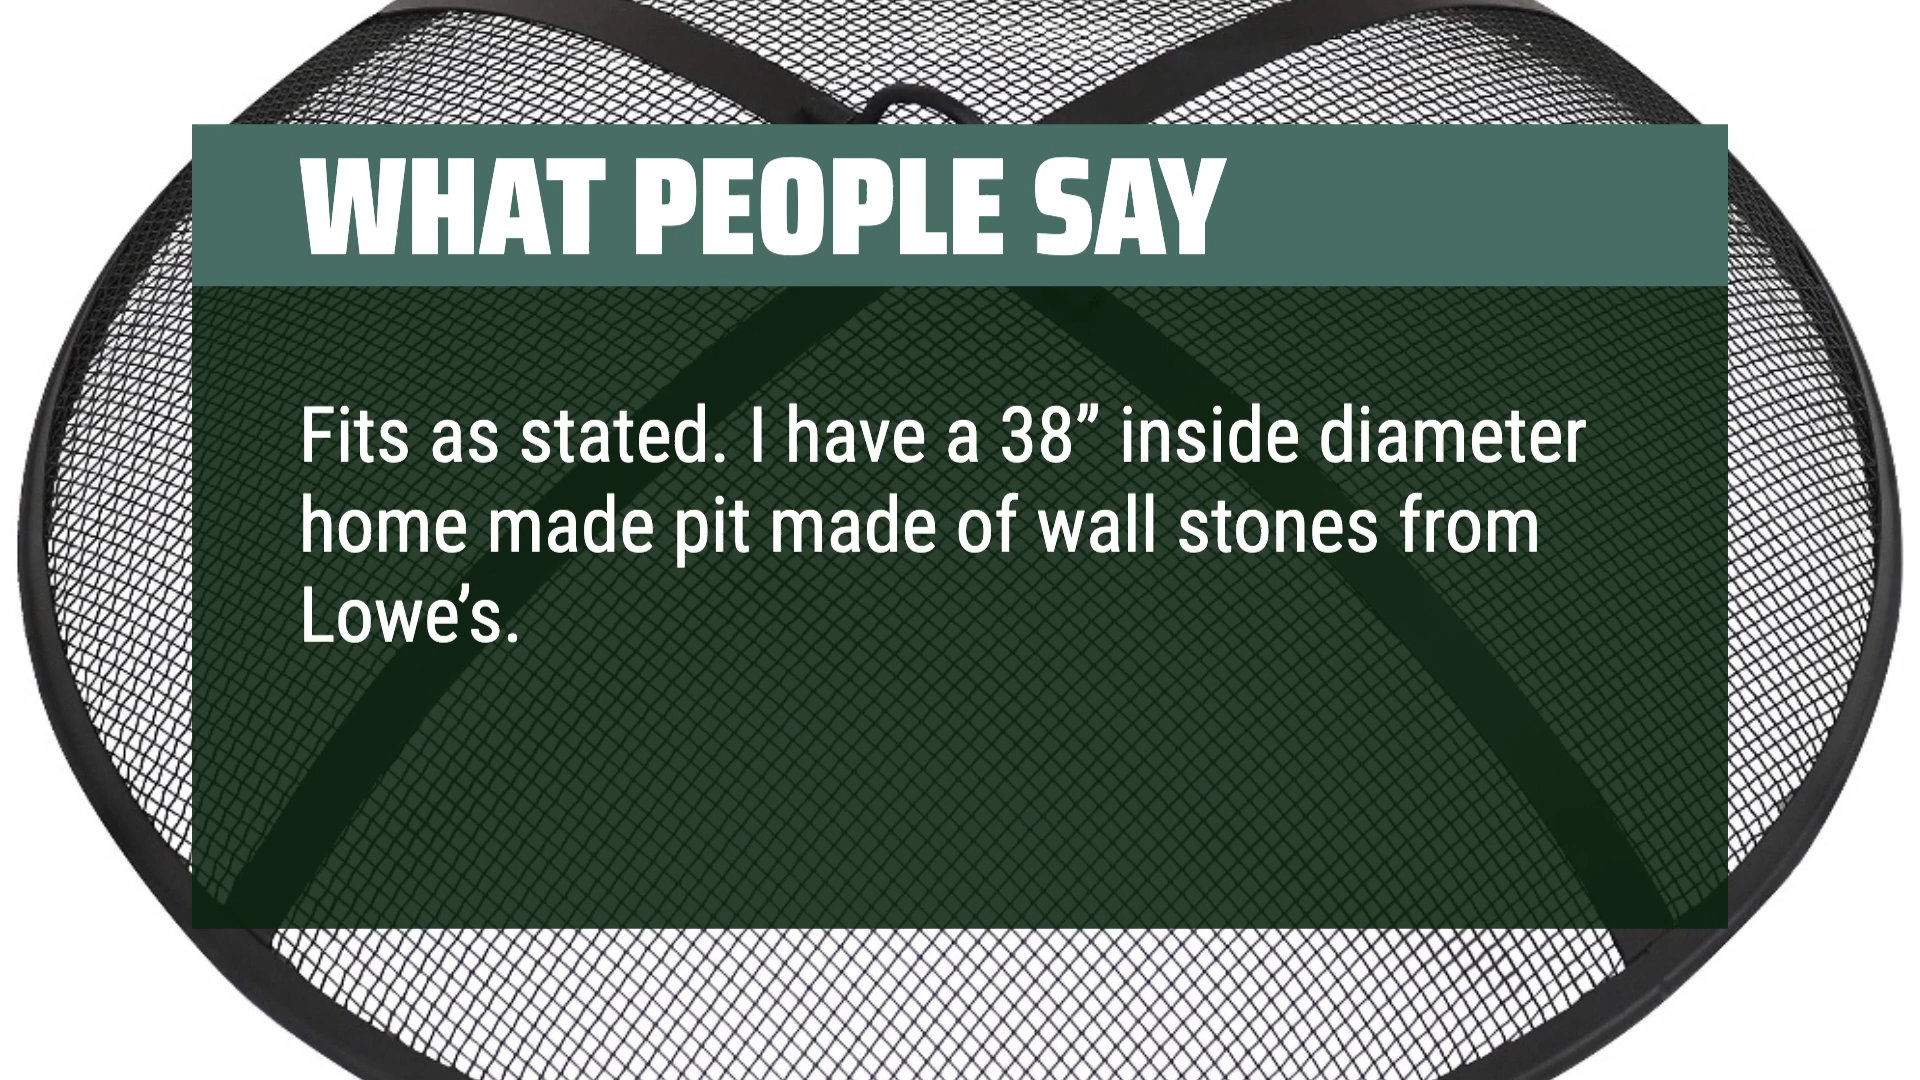 WHAT PEOPLE SAY
Fits as stated. I have a 38” inside diameter
home made pit made of wall stones from
Lowe’s.